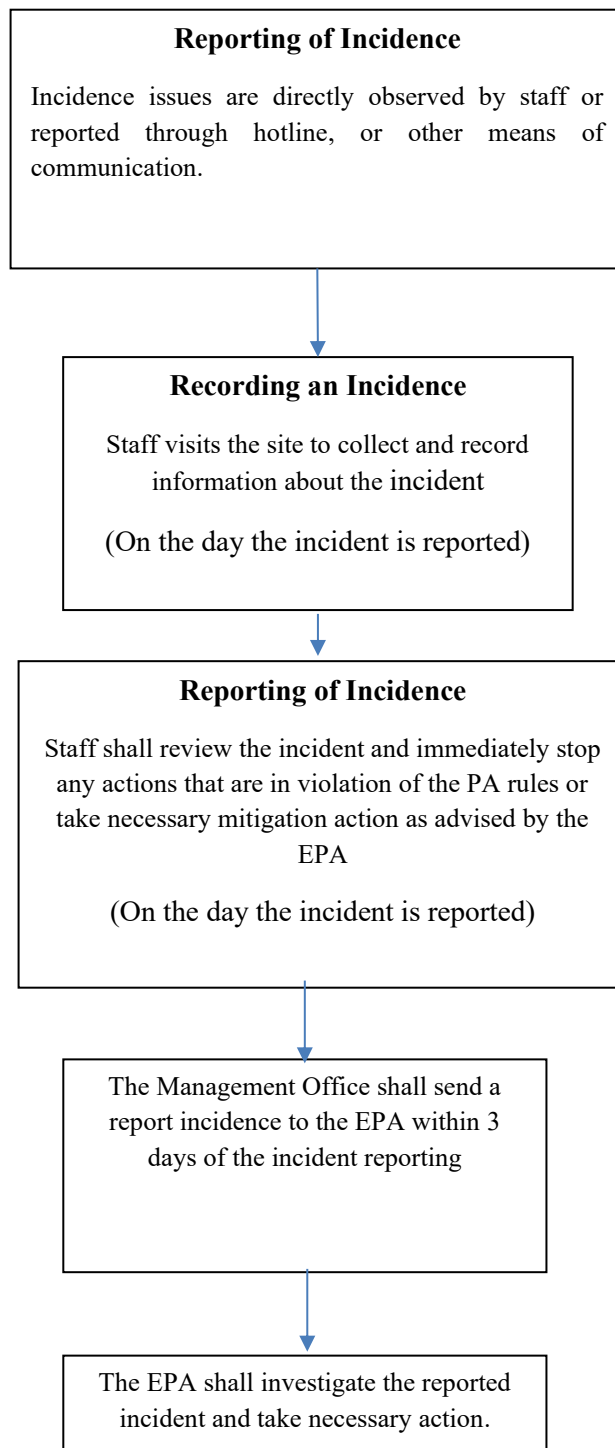 Reporting of Incidence
Incidence issues are directly observed by staff or
reported through hotline, or other means of
communication.
Recording an Incidence
Staff visits the site to collect and record
information about the incident
(On the day the incident is reported)
Reporting of Incidence
Staff shall review the incident and immediately stop
any actions that are in violation of the PA rules or
take necessary mitigation action as advised by the
EPA
(On the day the incident is reported)
The Management Office shall send a
report incidence to the EPA within 3
days of the incident reporting
The EPA shall investigate the reported
incident and take necessary action.